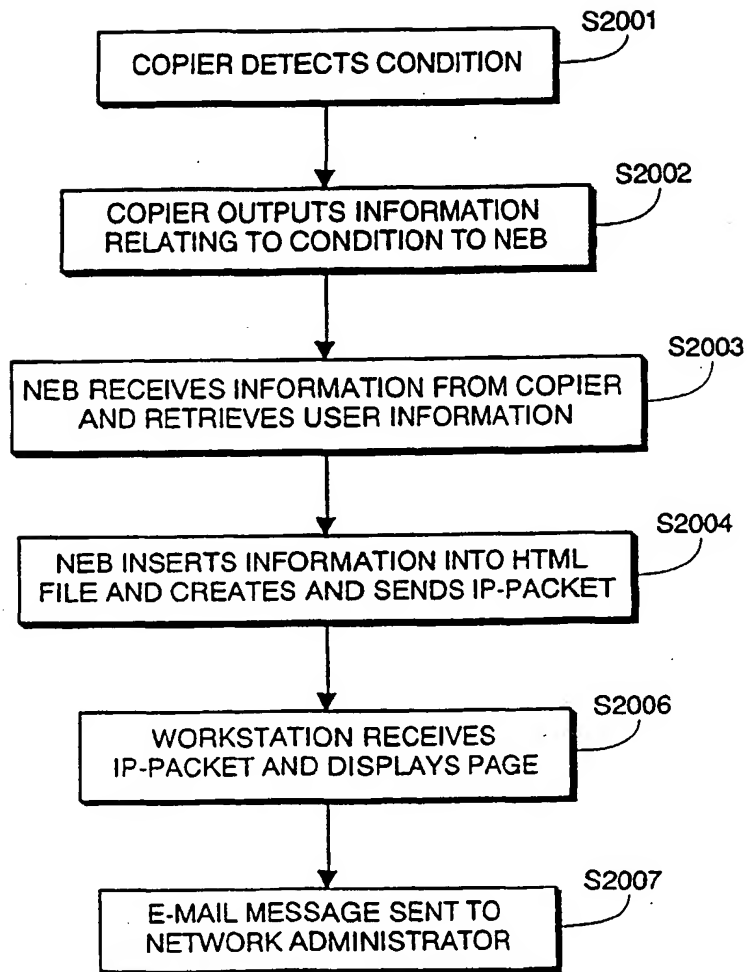 S2001
COPIER DETECTS CONDITION
S2002
COPIER OUTPUTS INFORMATION
RELATING TO CONDITION TO NEB
S2003
NEB RECEIVES INFORMATION FROM COPIER
AND RETRIEVES USER INFORMATION
S2004
NEB INSERTS INFORMATION INTO HTML
FILE AND CREATES AND SENDS IP-PACKET
S2006
WORKSTATION RECEIVES
IP-PACKET AND DISPLAYS PAGE
S2007
E-MAIL MESSAGE SENT TO
NETWORK ADMINISTRATOR